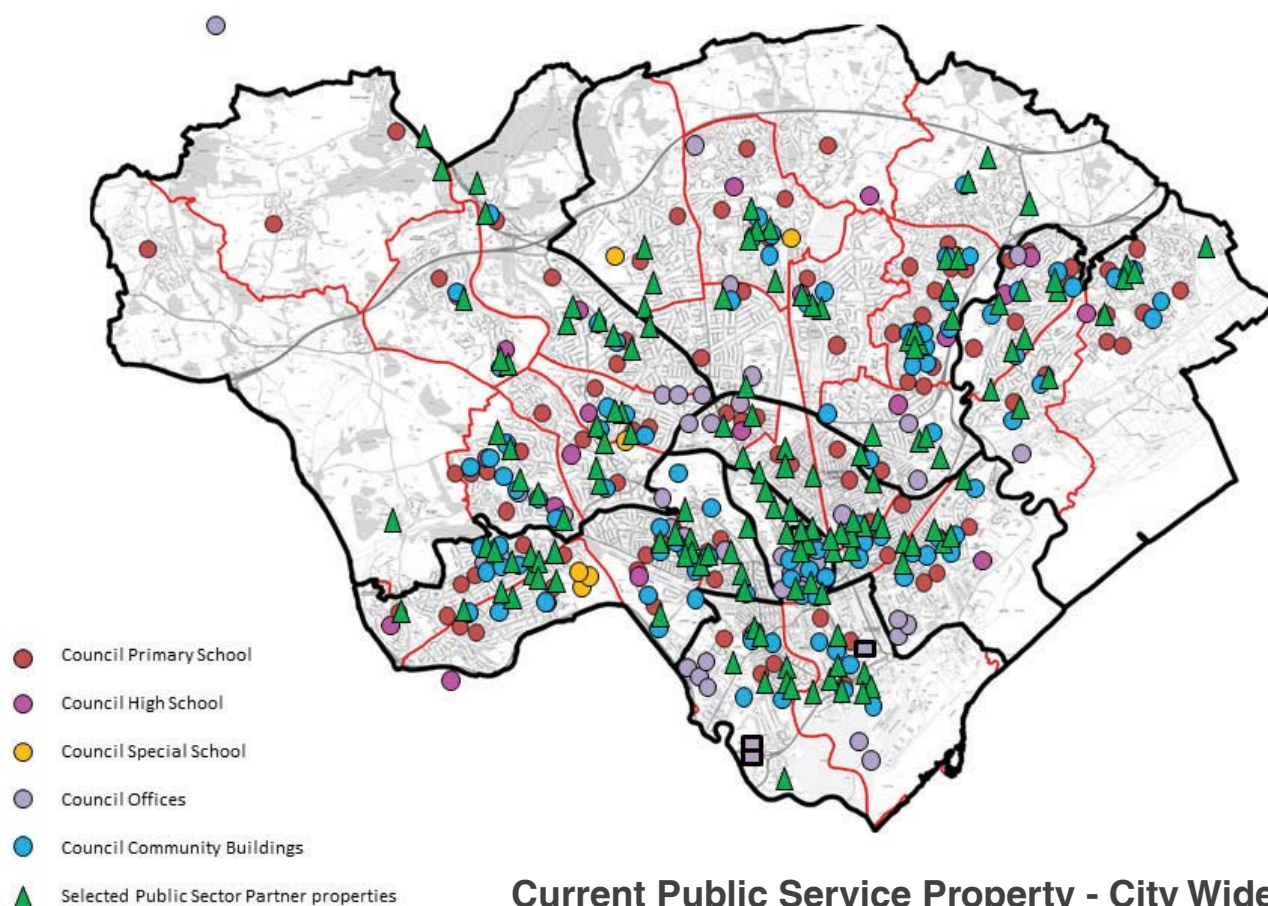 Council Primary School
Council High School
Council Special School
Council Offices
Council Community Buildings
Selected Public Sector Partner properties
Current Public Service Property - City Wide